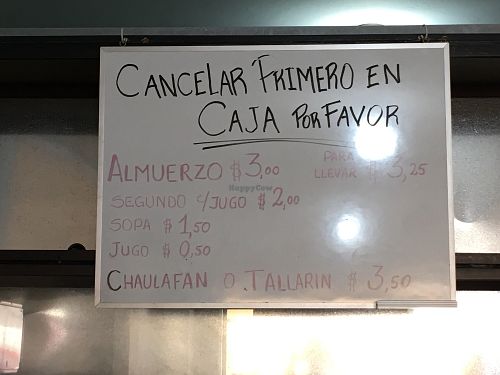 CANCELAR PRIMERO EN
CAJA POR FAVOR
ALMUERZO $3,00 PARA LLEVAR $3,25
SEGUNDO C/JUGO $2,00
SOPA $1,50
JUGO $0,50
CHAULAFAN O TALLARIN $3,50
HappyCow